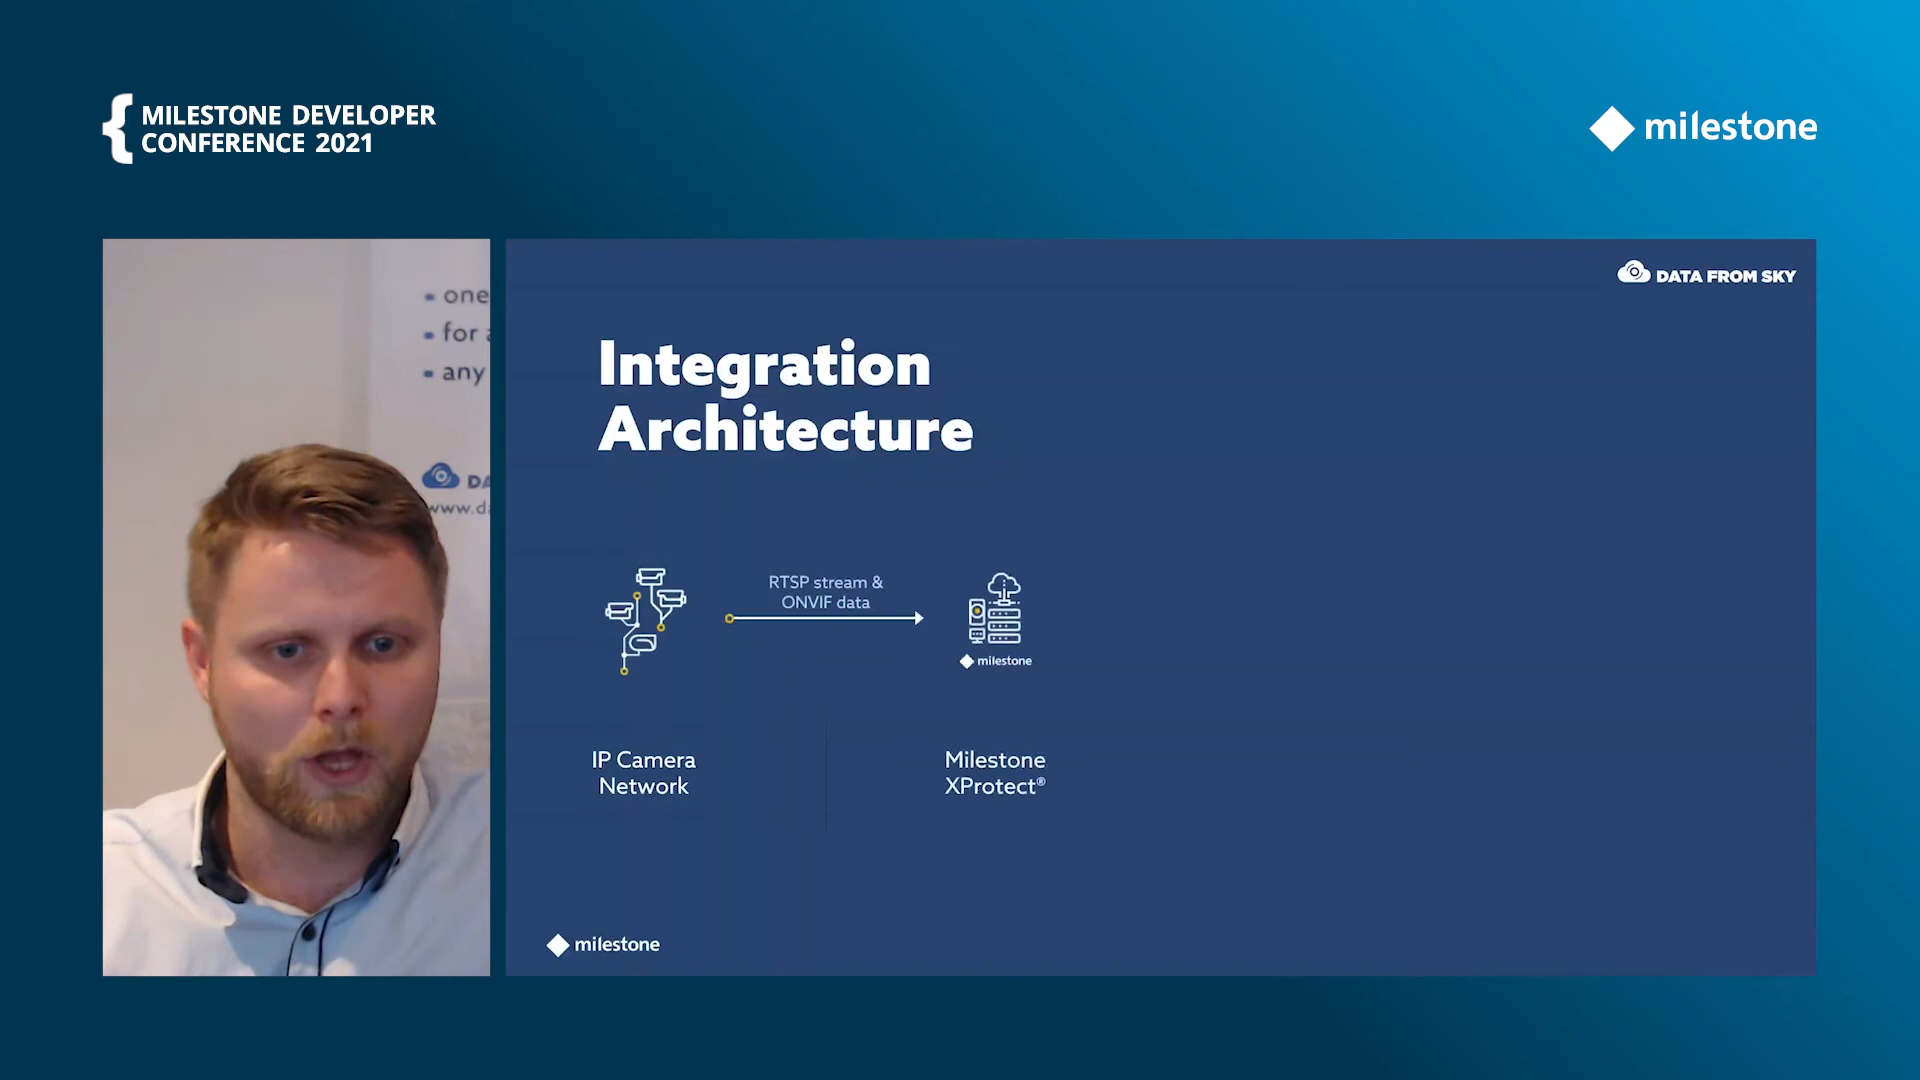 MILESTONE DEVELOPER
CONFERENCE 2021
milestone
one
for
any
DATA FROM SKY
Integration
Architecture
RTSP stream &
ONVIF data
milestone
IP Camera
Network
Milestone
XProtect®
milestone